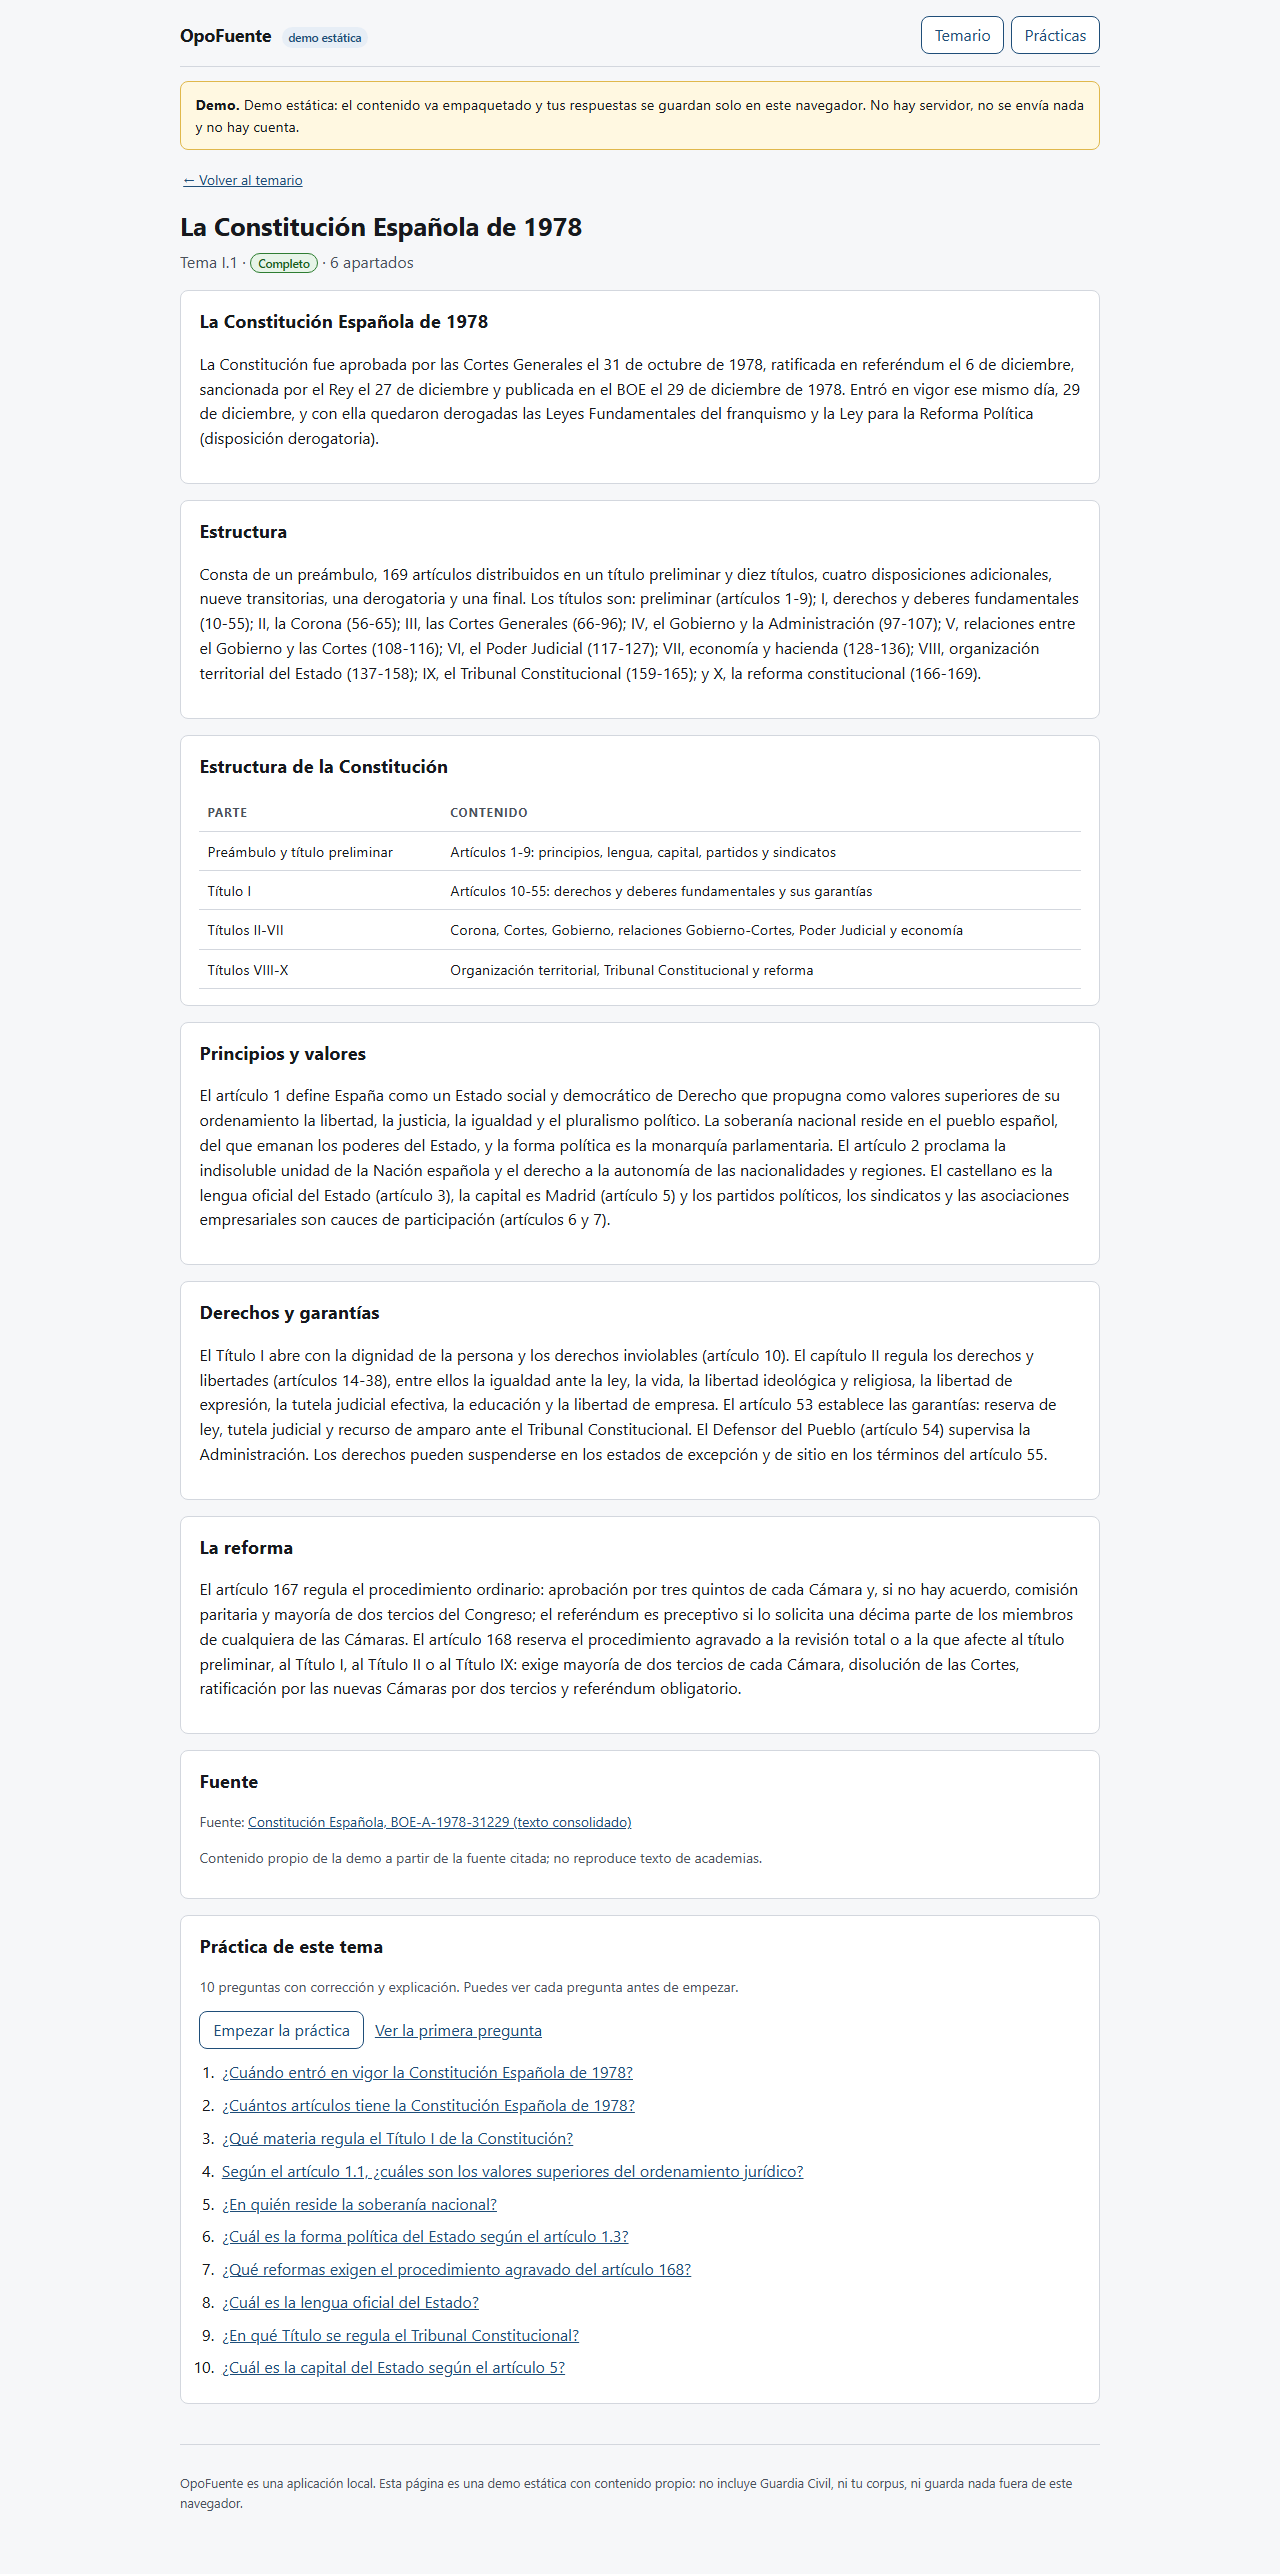 OpoFuente demo estática Temario Prácticas
Demo. Demo estática: el contenido va empaquetado y tus respuestas se guardan solo en este navegador. No hay servidor, no se envía nada
y no hay cuenta.
← Volver al temario
La Constitución Española de 1978
Tema I.1 · Completo · 6 apartados
La Constitución Española de 1978
La Constitución fue aprobada por las Cortes Generales el 31 de octubre de 1978, ratificada en referéndum el 6 de diciembre,
sancionada por el Rey el 27 de diciembre y publicada en el BOE el 29 de diciembre de 1978. Entró en vigor ese mismo día, 29
de diciembre, y con ella quedaron derogadas las Leyes Fundamentales del franquismo y la Ley para la Reforma Política
(disposición derogatoria).
Estructura
Consta de un preámbulo, 169 artículos distribuidos en un título preliminar y diez títulos, cuatro disposiciones adicionales,
nueve transitorias, una derogatoria y una final. Los títulos son: preliminar (artículos 1-9); I, derechos y deberes fundamentales
(10-55); II, la Corona (56-65); III, las Cortes Generales (66-96); IV, el Gobierno y la Administración (97-107); V, relaciones entre
el Gobierno y las Cortes (108-116); VI, el Poder Judicial (117-127); VII, economía y hacienda (128-136); VIII, organización
territorial del Estado (137-158); IX, el Tribunal Constitucional (159-165); y X, la reforma constitucional (166-169).
Estructura de la Constitución
PARTE CONTENIDO
Preámbulo y título preliminar Artículos 1-9: principios, lengua, capital, partidos y sindicatos
Título I Artículos 10-55: derechos y deberes fundamentales y sus garantías
Títulos II-VII Corona, Cortes, Gobierno, relaciones Gobierno-Cortes, Poder Judicial y economía
Títulos VIII-X Organización territorial, Tribunal Constitucional y reforma
Principios y valores
El artículo 1 define España como un Estado social y democrático de Derecho que propugna como valores superiores de su
ordenamiento la libertad, la justicia, la igualdad y el pluralismo político. La soberanía nacional reside en el pueblo español,
del que emanan los poderes del Estado, y la forma política es la monarquía parlamentaria. El artículo 2 proclama la
indisoluble unidad de la Nación española y el derecho a la autonomía de las nacionalidades y regiones. El castellano es la
lengua oficial del Estado (artículo 3), la capital es Madrid (artículo 5) y los partidos políticos, los sindicatos y las asociaciones
empresariales son cauces de participación (artículos 6 y 7).
Derechos y garantías
El Título I abre con la dignidad de la persona y los derechos inviolables (artículo 10). El capítulo II regula los derechos y
libertades (artículos 14-38), entre ellos la igualdad ante la ley, la vida, la libertad ideológica y religiosa, la libertad de
expresión, la tutela judicial efectiva, la educación y la libertad de empresa. El artículo 53 establece las garantías: reserva de
ley, tutela judicial y recurso de amparo ante el Tribunal Constitucional. El Defensor del Pueblo (artículo 54) supervisa la
Administración. Los derechos pueden suspenderse en los estados de excepción y de sitio en los términos del artículo 55.
La reforma
El artículo 167 regula el procedimiento ordinario: aprobación por tres quintos de cada Cámara y, si no hay acuerdo, comisión
paritaria y mayoría de dos tercios del Congreso; el referéndum es preceptivo si lo solicita una décima parte de los miembros
de cualquiera de las Cámaras. El artículo 168 reserva el procedimiento agravado a la revisión total o a la que afecte al título
preliminar, al Título I, al Título II o al Título IX: exige mayoría de dos tercios de cada Cámara, disolución de las Cortes,
ratificación por las nuevas Cámaras por dos tercios y referéndum obligatorio.
Fuente
Fuente: Constitución Española, BOE-A-1978-31229 (texto consolidado)
Contenido propio de la demo a partir de la fuente citada; no reproduce texto de academias.
Práctica de este tema
10 preguntas con corrección y explicación. Puedes ver cada pregunta antes de empezar.
Empezar la práctica Ver la primera pregunta
1. ¿Cuándo entró en vigor la Constitución Española de 1978?
2. ¿Cuántos artículos tiene la Constitución Española de 1978?
3. ¿Qué materia regula el Título I de la Constitución?
4. Según el artículo 1.1, ¿cuáles son los valores superiores del ordenamiento jurídico?
5. ¿En quién reside la soberanía nacional?
6. ¿Cuál es la forma política del Estado según el artículo 1.3?
7. ¿Qué reformas exigen el procedimiento agravado del artículo 168?
8. ¿Cuál es la lengua oficial del Estado?
9. ¿En qué Título se regula el Tribunal Constitucional?
10. ¿Cuál es la capital del Estado según el artículo 5?
OpoFuente es una aplicación local. Esta página es una demo estática con contenido propio: no incluye Guardia Civil, ni tu corpus, ni guarda nada fuera de este
navegador.